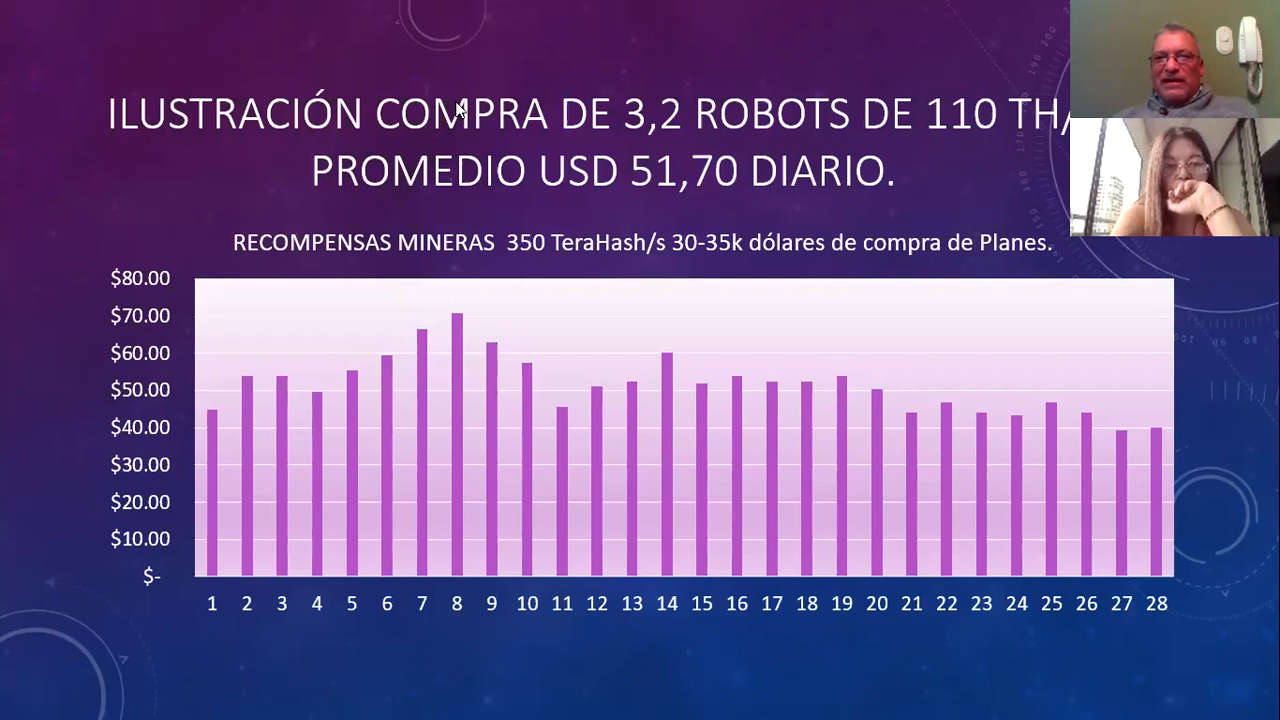 ILUSTRACIÓN COMPRA DE 3,2 ROBOTS DE 110 TH/
PROMEDIO USD 51,70 DIARIO.
RECOMPENSAS MINERAS 350 TeraHash/s 30-35k dólares de compra de Planes.
$80.00
$70.00
$60.00
$50.00
$40.00
$30.00
$20.00
$10.00
$-
1 2 3 4 5 6 7 8 9 10 11 12 13 14 15 16 17 18 19 20 21 22 23 24 25 26 27 28